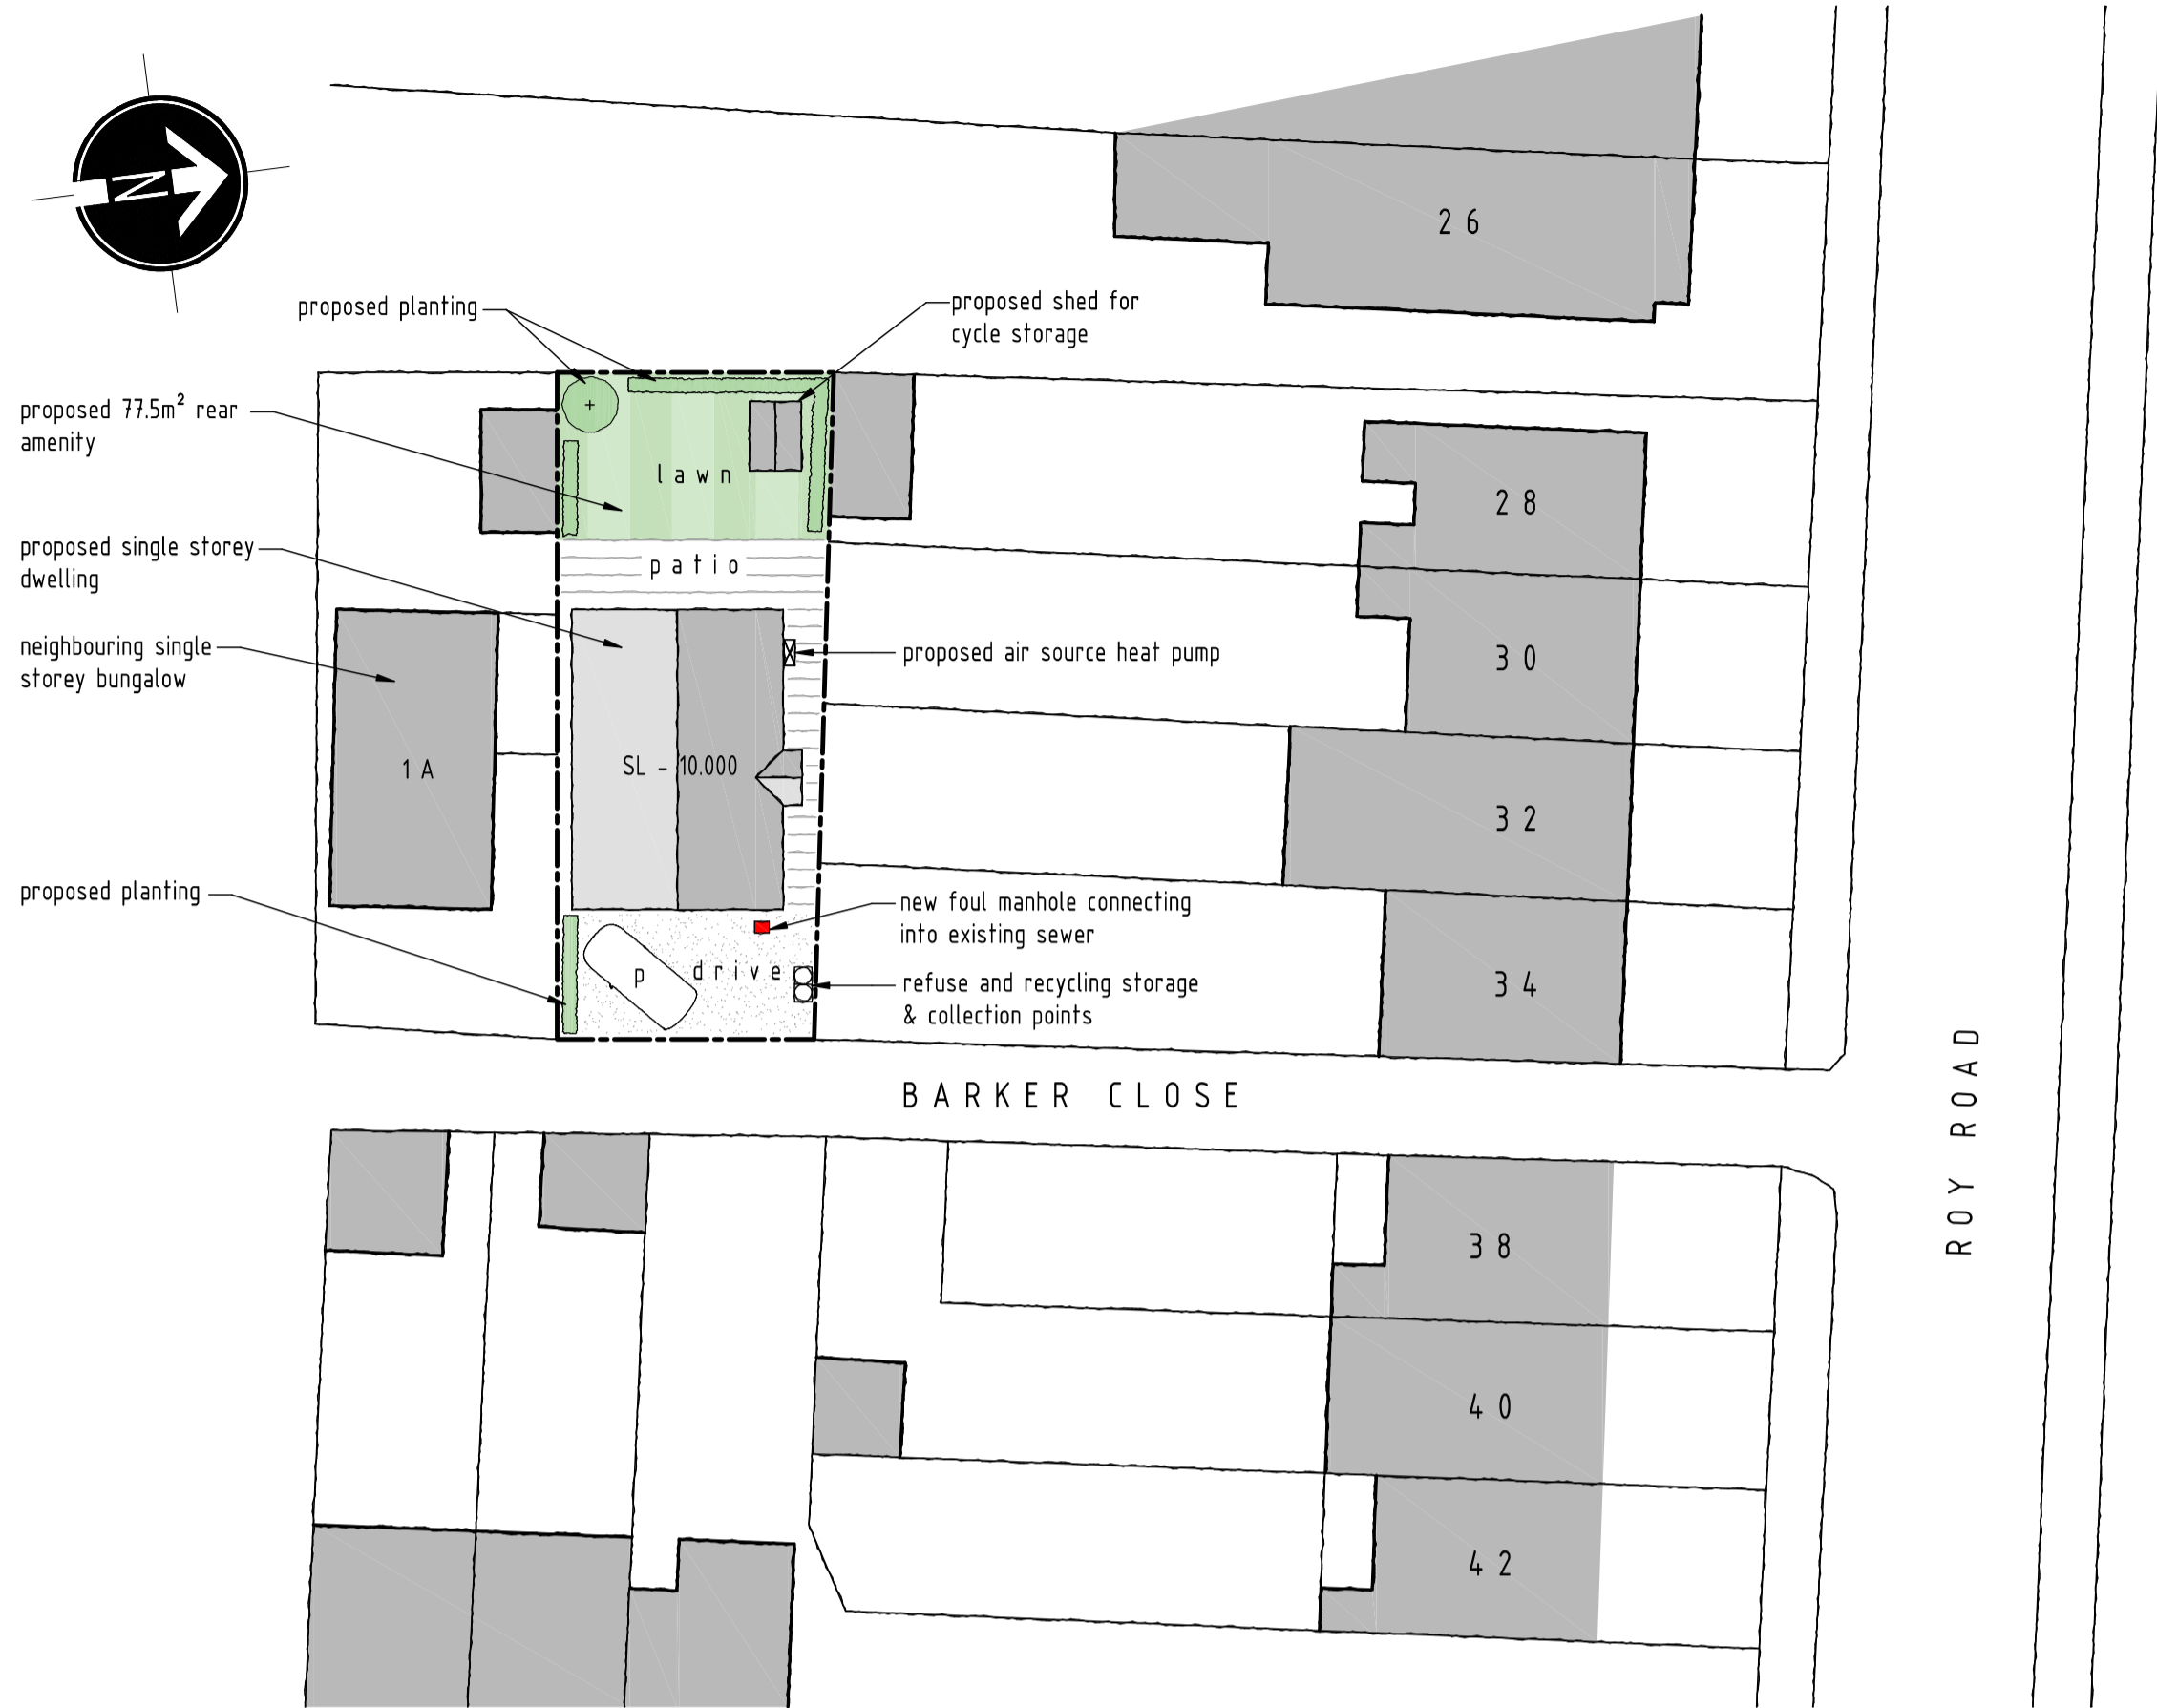 N
26
proposed planting
proposed shed for
cycle storage
proposed 77.5m² rear
amenity
lawn
28
proposed single storey
dwelling
patio
neighbouring single
storey bungalow
proposed air source heat pump
30
1A
SL - 10.000
32
proposed planting
new foul manhole connecting
into existing sewer
p
drive
refuse and recycling storage
& collection points
34
BARKER CLOSE
ROY ROAD
38
40
42